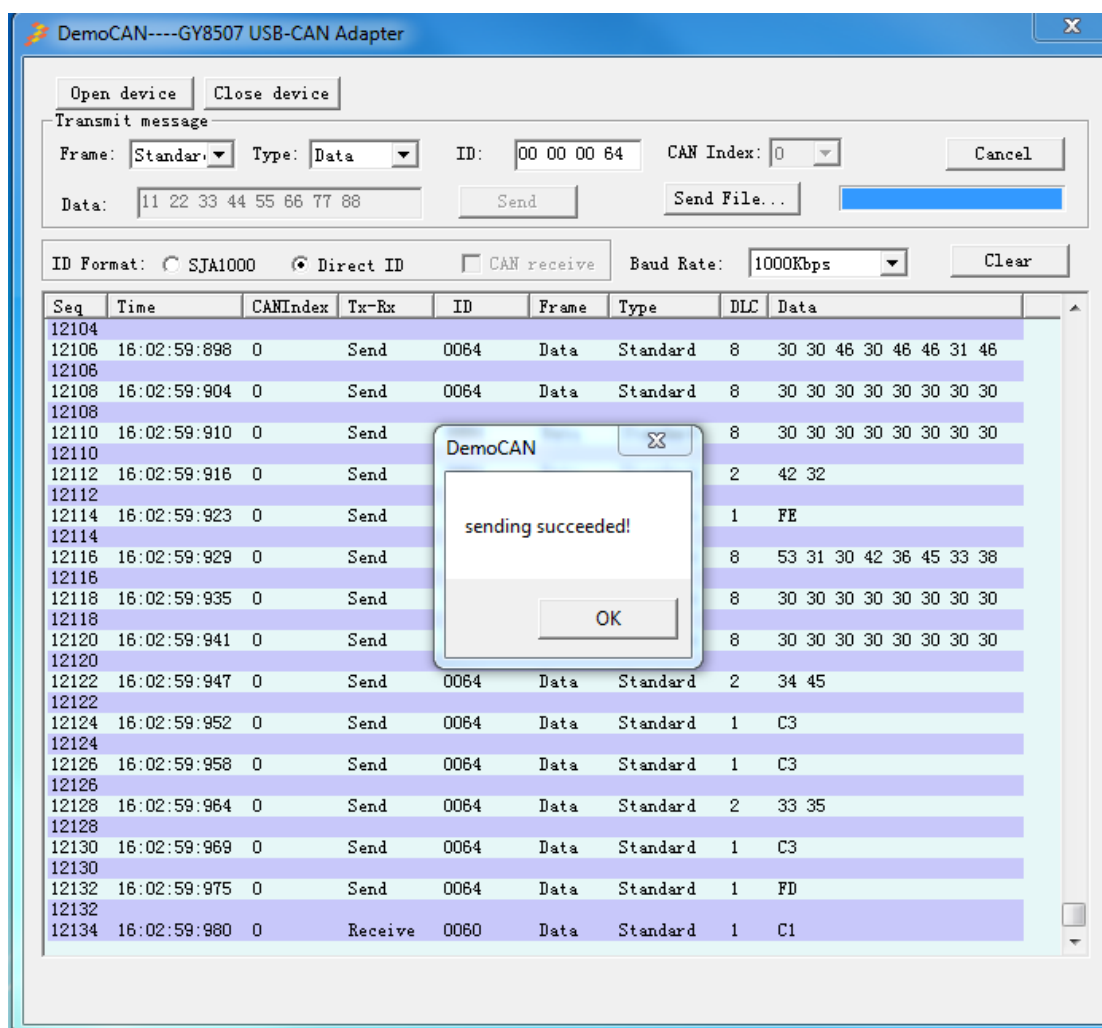 DemoCAN----GY8507 USB-CAN Adapter
Open device Close device
Transmit message
Frame: Standar Type: Data ID: 00 00 00 64 CAN Index: 0 Cancel
Data: 11 22 33 44 55 66 77 88 Send Send File...
ID Format: SJA1000 Direct ID CAN receive Baud Rate: 1000Kbps Clear
Seq Time CANIndex Tx-Rx ID Frame Type DLC Data
12104
12106 16:02:59:898 0 Send 0064 Data Standard 8 30 30 46 30 46 46 31 46
12106
12108 16:02:59:904 0 Send 0064 Data Standard 8 30 30 30 30 30 30 30 30
12108
12110 16:02:59:910 0 Send 8 30 30 30 30 30 30 30 30
12110
12112 16:02:59:916 0 Send 2 42 32
12112
12114 16:02:59:923 0 Send 1 FE
12114
12116 16:02:59:929 0 Send 8 53 31 30 42 36 45 33 38
12116
12118 16:02:59:935 0 Send 8 30 30 30 30 30 30 30 30
12118
12120 16:02:59:941 0 Send 8 30 30 30 30 30 30 30 30
12120
12122 16:02:59:947 0 Send 0064 Data Standard 2 34 45
12122
12124 16:02:59:952 0 Send 0064 Data Standard 1 C3
12124
12126 16:02:59:958 0 Send 0064 Data Standard 1 C3
12126
12128 16:02:59:964 0 Send 0064 Data Standard 2 33 35
12128
12130 16:02:59:969 0 Send 0064 Data Standard 1 C3
12130
12132 16:02:59:975 0 Send 0064 Data Standard 1 FD
12132
12134 16:02:59:980 0 Receive 0060 Data Standard 1 C1
DemoCAN
sending succeeded!
OK